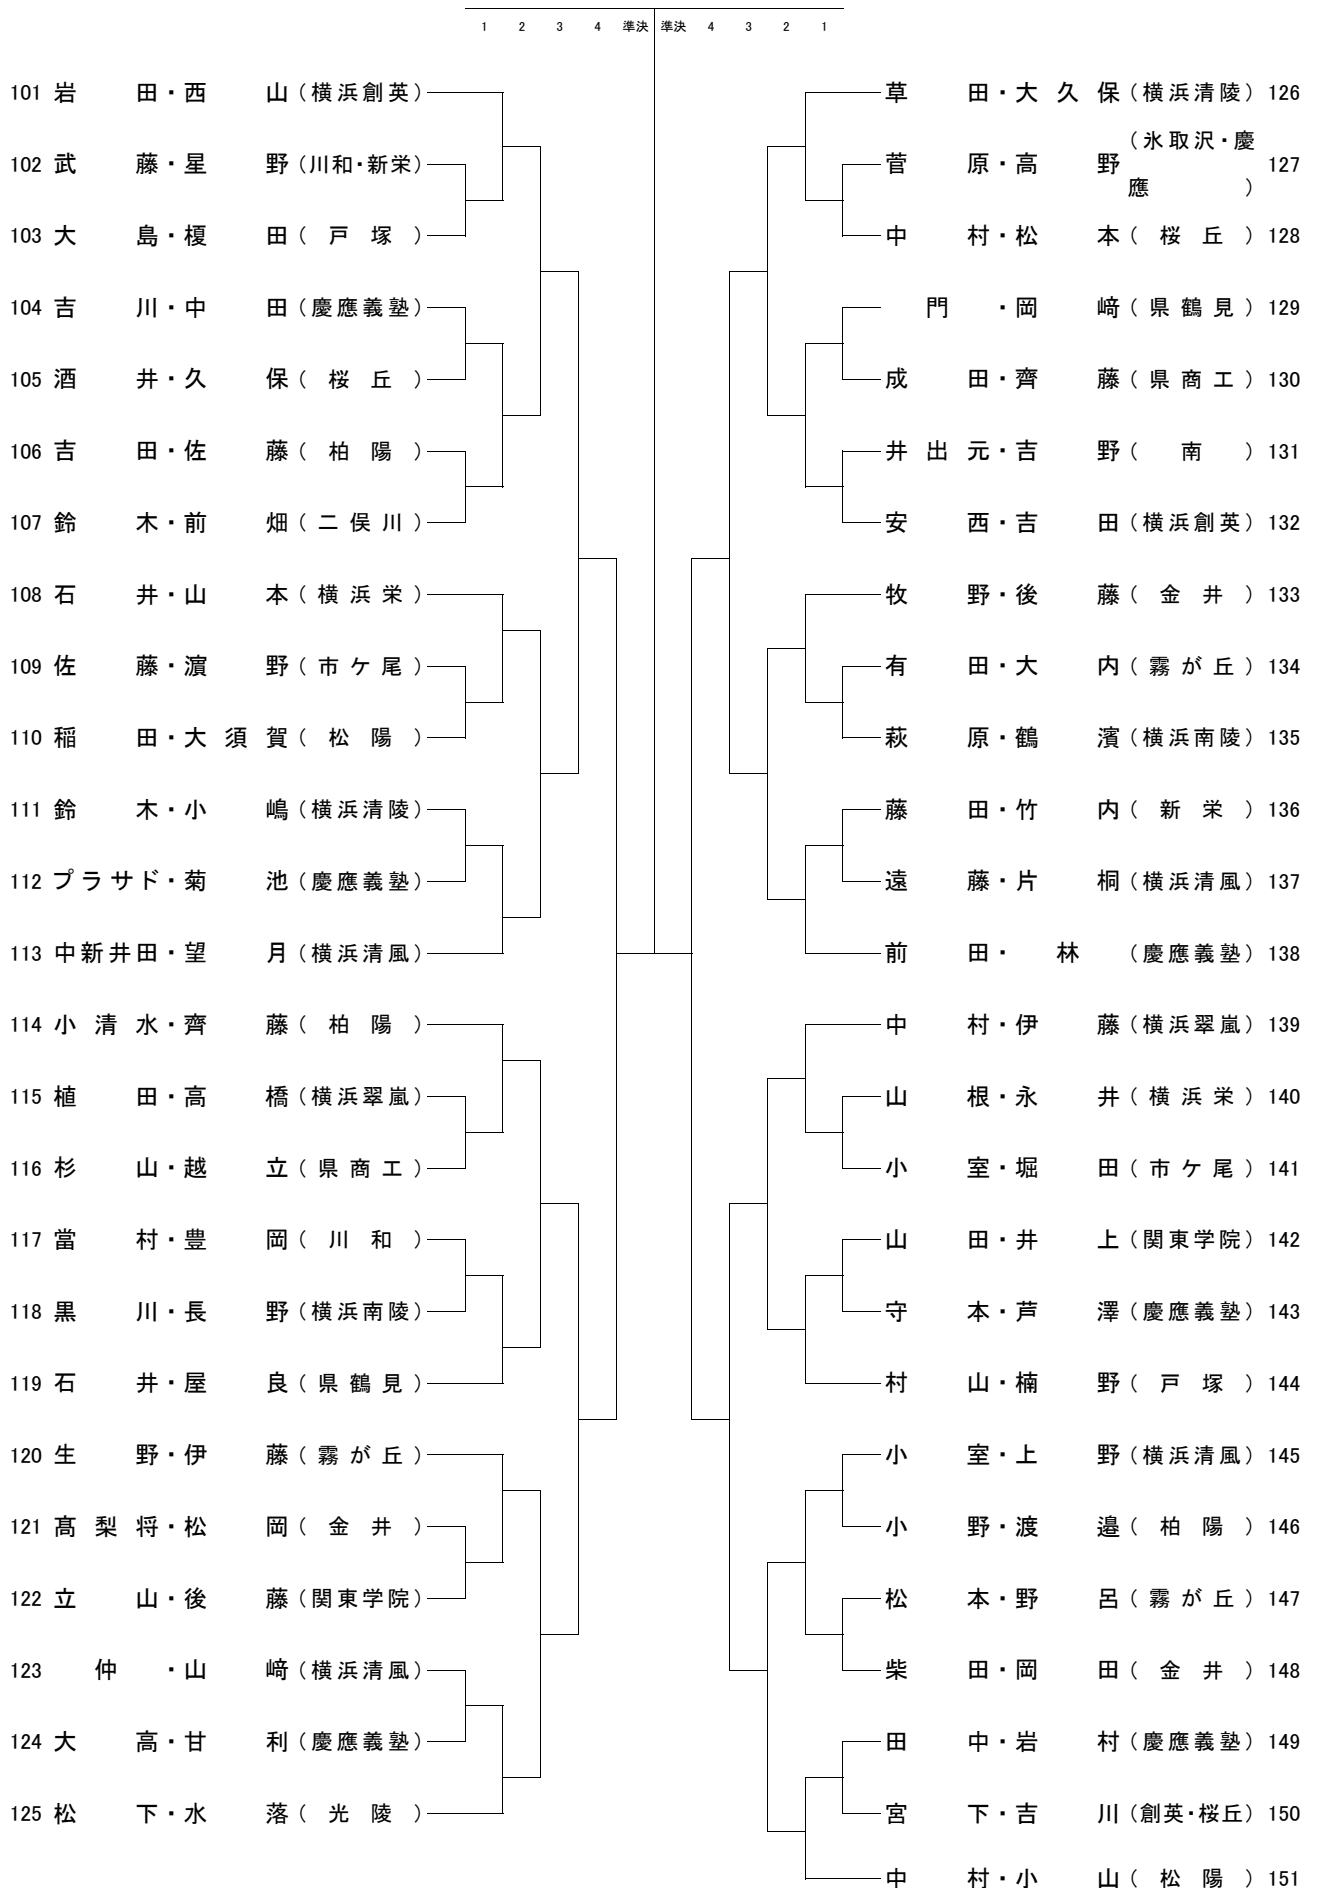 1 2 3 4 準決 準決 4 3 2 1
101 岩田・西山（横浜創英）
102 武藤・星野（川和・新栄）
103 大島・榎田（戸塚）
104 吉川・中田（慶應義塾）
105 酒井・久保（桜丘）
106 吉田・佐藤（柏陽）
107 鈴木・前畑（二俣川）
108 石井・山本（横浜栄）
109 佐藤・濵野（市ケ尾）
110 稲田・大須賀（松陽）
111 鈴木・小嶋（横浜清陵）
112 プラサド・菊池（慶應義塾）
113 中新井田・望月（横浜清風）
114 小清水・齊藤（柏陽）
115 植田・高橋（横浜翠嵐）
116 杉山・越立（県商工）
117 當村・豊岡（川和）
118 黒川・長野（横浜南陵）
119 石井・屋良（県鶴見）
120 生野・伊藤（霧が丘）
121 髙梨将・松岡（金井）
122 立山・後藤（関東学院）
123 仲・山﨑（横浜清風）
124 大高・甘利（慶應義塾）
125 松下・水落（光陵）
草田・大久保（横浜清陵）126
菅原・高野（氷取沢・慶應）127
中村・松本（桜丘）128
門・岡﨑（県鶴見）129
成田・齊藤（県商工）130
井出元・吉野（南）131
安西・吉田（横浜創英）132
牧野・後藤（金井）133
有田・大内（霧が丘）134
萩原・鶴濱（横浜南陵）135
藤田・竹内（新栄）136
遠藤・片桐（横浜清風）137
前田・林（慶應義塾）138
中村・伊藤（横浜翠嵐）139
山根・永井（横浜栄）140
小室・堀田（市ケ尾）141
山田・井上（関東学院）142
守本・芦澤（慶應義塾）143
村山・楠野（戸塚）144
小室・上野（横浜清風）145
小野・渡邉（柏陽）146
松本・野呂（霧が丘）147
柴田・岡田（金井）148
田中・岩村（慶應義塾）149
宮下・吉川（創英・桜丘）150
中村・小山（松陽）151